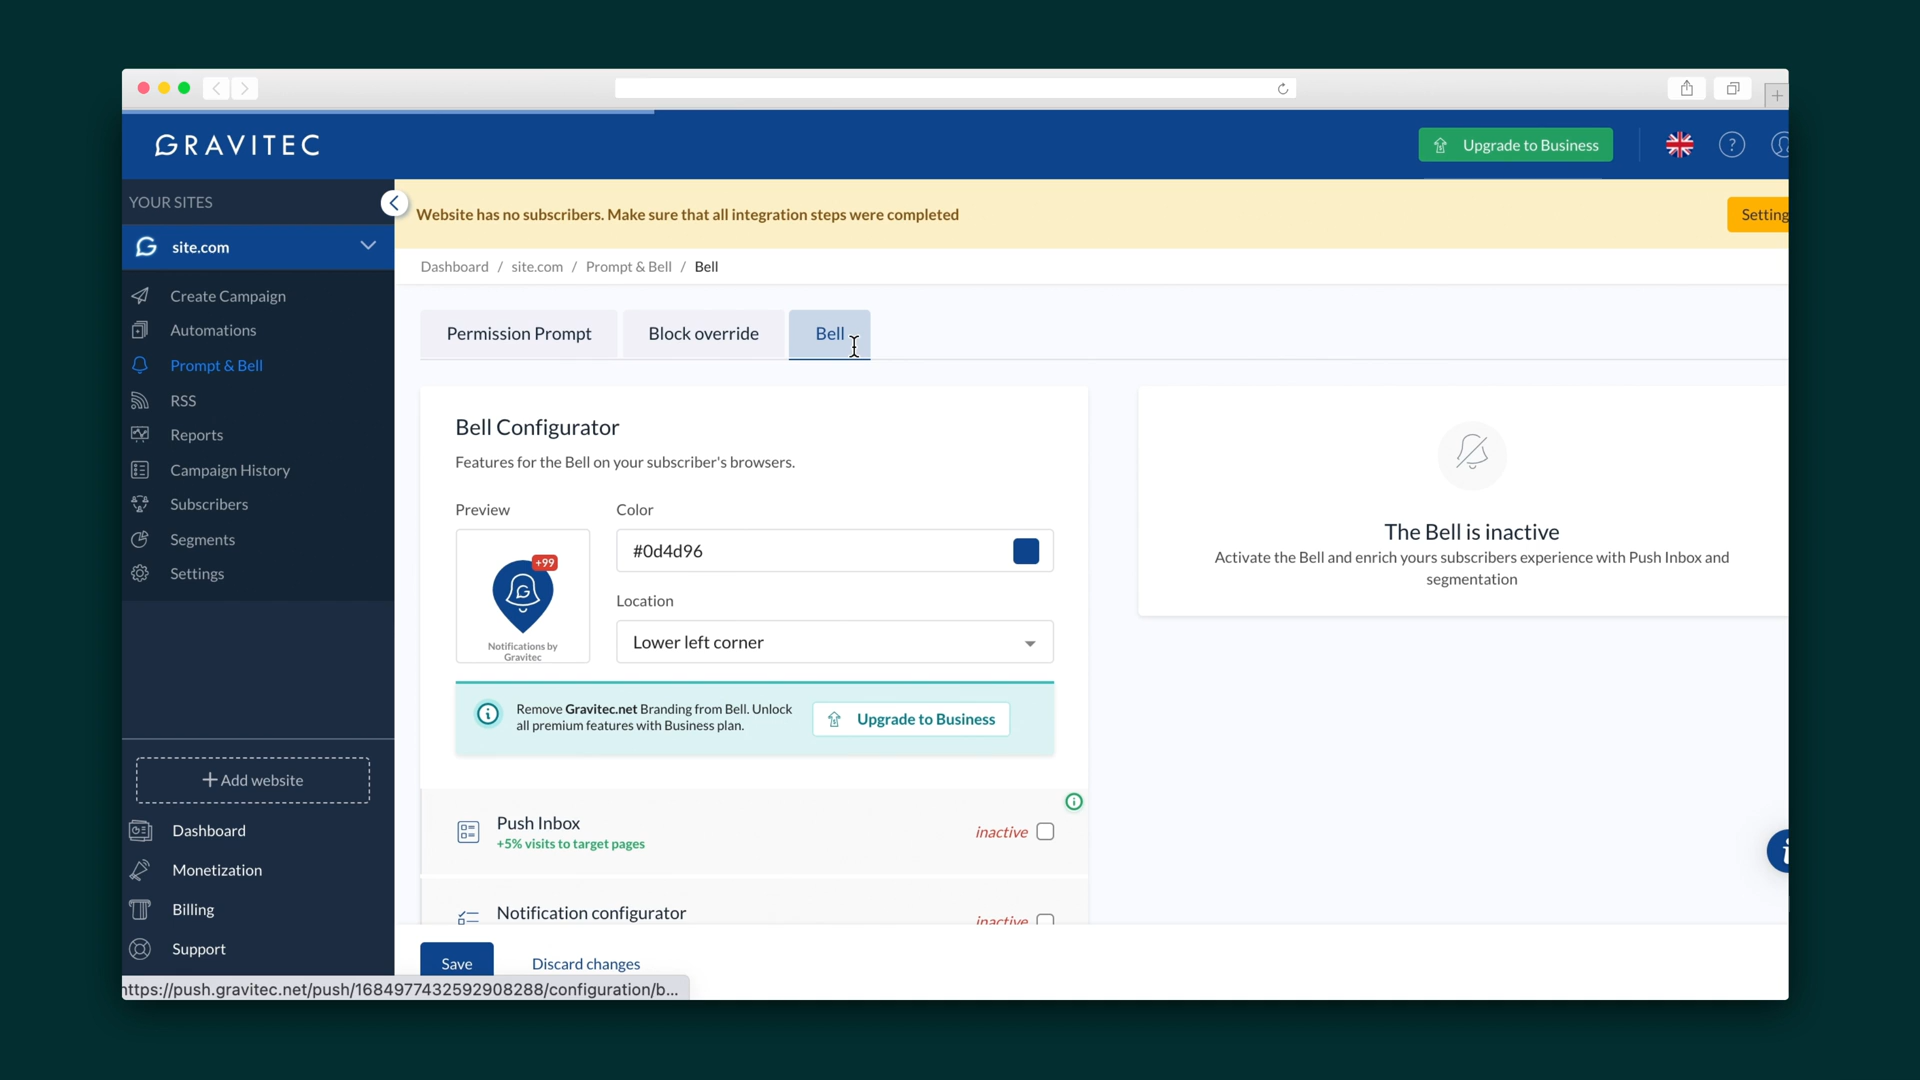 GRAVITEC
Upgrade to Business
YOUR SITES
site.com
Create Campaign
Automations
Prompt & Bell
RSS
Reports
Campaign History
Subscribers
Segments
Settings
Add website
Dashboard
Monetization
Billing
Support
Website has no subscribers. Make sure that all integration steps were completed
Setting
Dashboard / site.com / Prompt & Bell / Bell
Permission Prompt
Block override
Bell
Bell Configurator
Features for the Bell on your subscriber's browsers.
Preview
+99
Notifications by
Gravitec
Color
#0d4d96
Location
Lower left corner
Remove Gravitec.net Branding from Bell. Unlock
all premium features with Business plan.
Upgrade to Business
Push Inbox
+5% visits to target pages
inactive
Notification configurator
inactive
Save
Discard changes
The Bell is inactive
Activate the Bell and enrich yours subscribers experience with Push Inbox and
segmentation
https://push.gravitec.net/push/1684977432592908288/configuration/b...